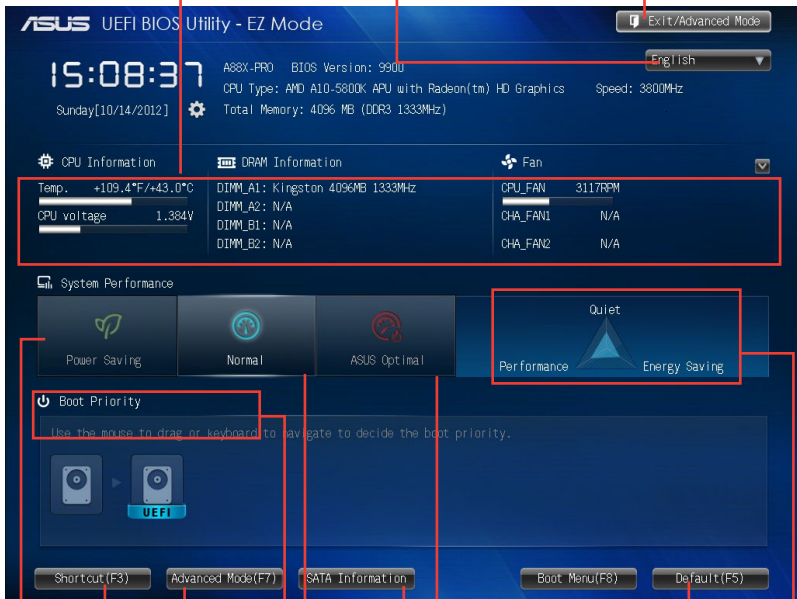 ASUS UEFI BIOS Utility - EZ Mode
Exit/Advanced Mode
English
15:08:37
Sunday[10/14/2012]
A88X-PRO BIOS Version: 9900
CPU Type: AMD A10-5800K APU with Radeon(tm) HD Graphics Speed: 3800MHz
Total Memory: 4096 MB (DDR3 1333MHz)
CPU Information
Temp. +109.4°F/+43.0°C
CPU voltage 1.384V
DRAM Information
DIMM_A1: Kingston 4096MB 1333MHz
DIMM_A2: N/A
DIMM_B1: N/A
DIMM_B2: N/A
Fan
CPU_FAN 3117RPM
CHA_FAN1 N/A
CHA_FAN2 N/A
System Performance
Power Saving
Normal
ASUS Optimal
Quiet
Performance
Energy Saving
Boot Priority
Use the mouse to drag or keyboard to navigate to decide the boot priority.
UEFI
Shortcut(F3)
Advanced Mode(F7)
SATA Information
Boot Menu(F8)
Default(F5)